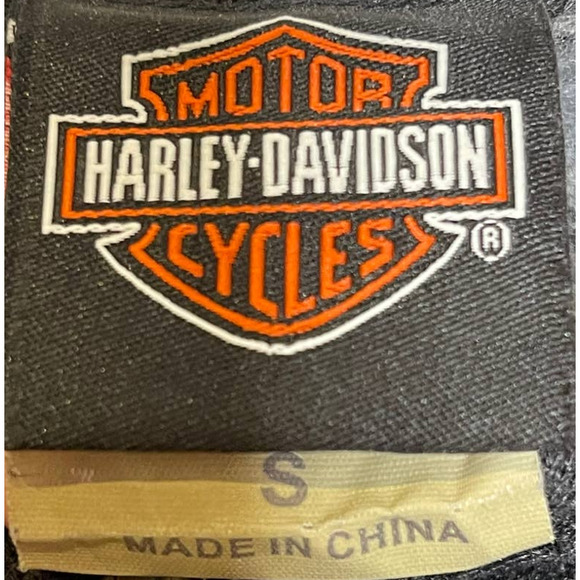 MOTOR
HARLEY-DAVIDSON
CYCLES
®
S
MADE IN CHINA